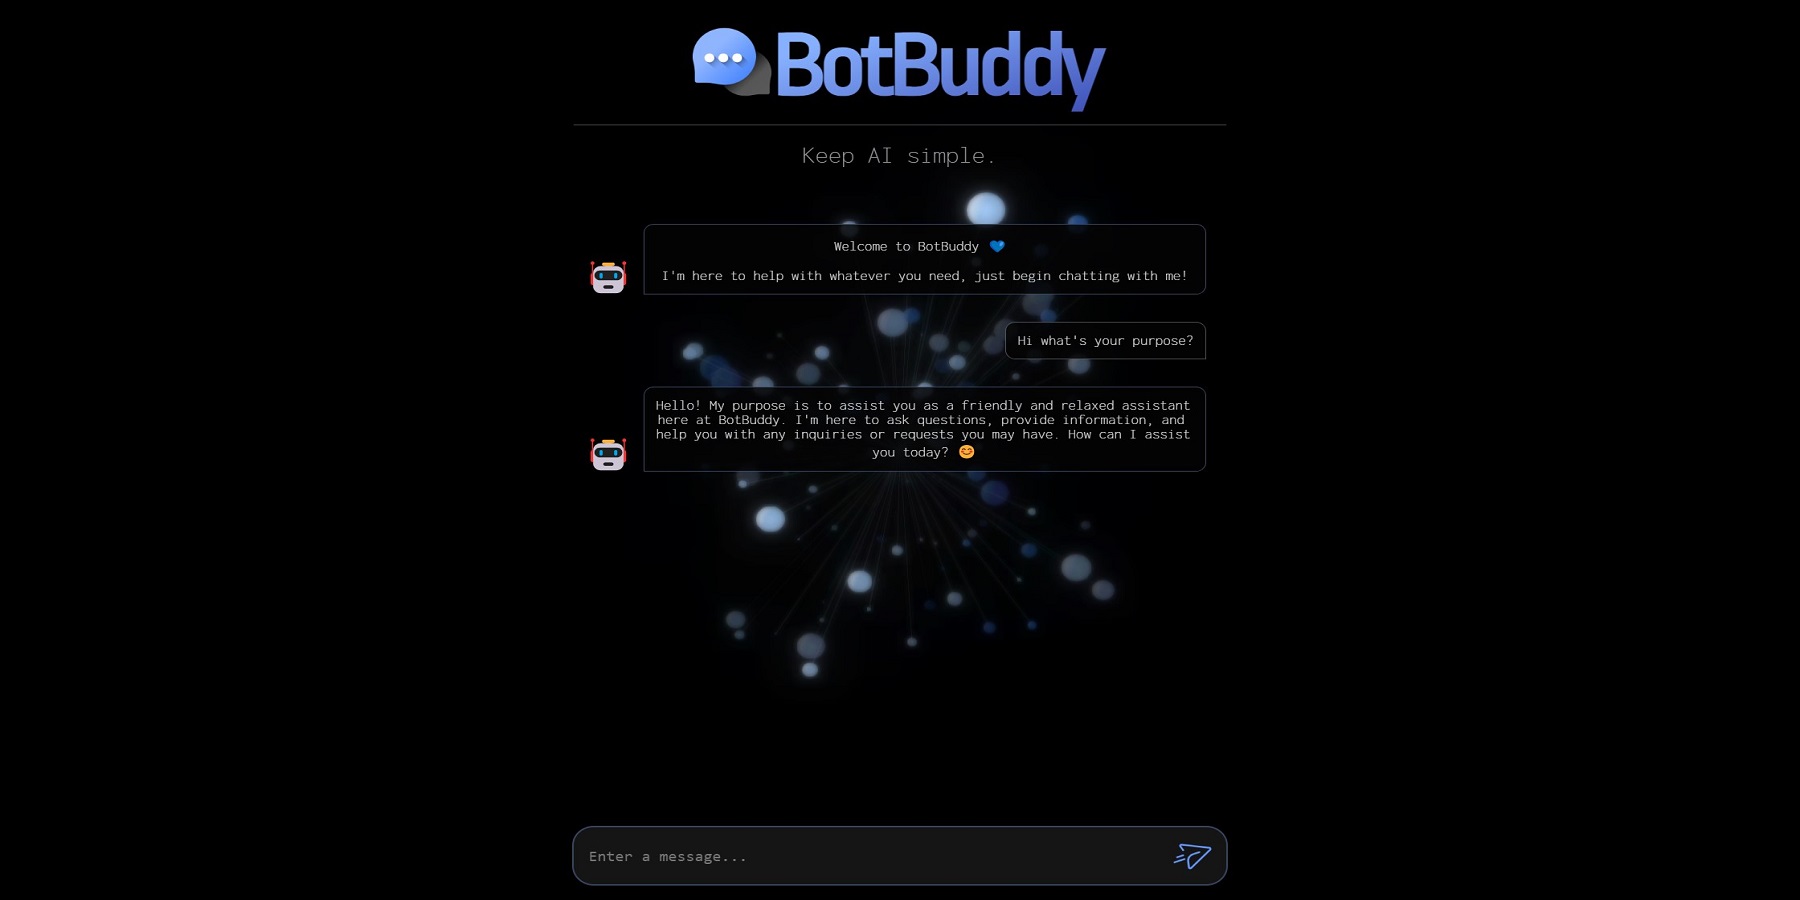 BotBuddy
Keep AI simple.
Welcome to BotBuddy 💙
I'm here to help with whatever you need, just begin chatting with me!
Hi what's your purpose?
Hello! My purpose is to assist you as a friendly and relaxed assistant
here at BotBuddy. I'm here to ask questions, provide information, and
help you with any inquiries or requests you may have. How can I assist
you today? 😊
Enter a message...